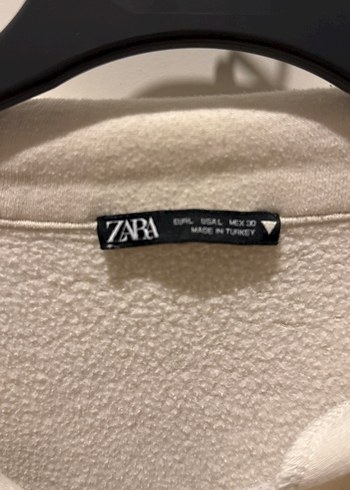 ZARA
EUR L USA L MEX 30
MADE IN TURKEY